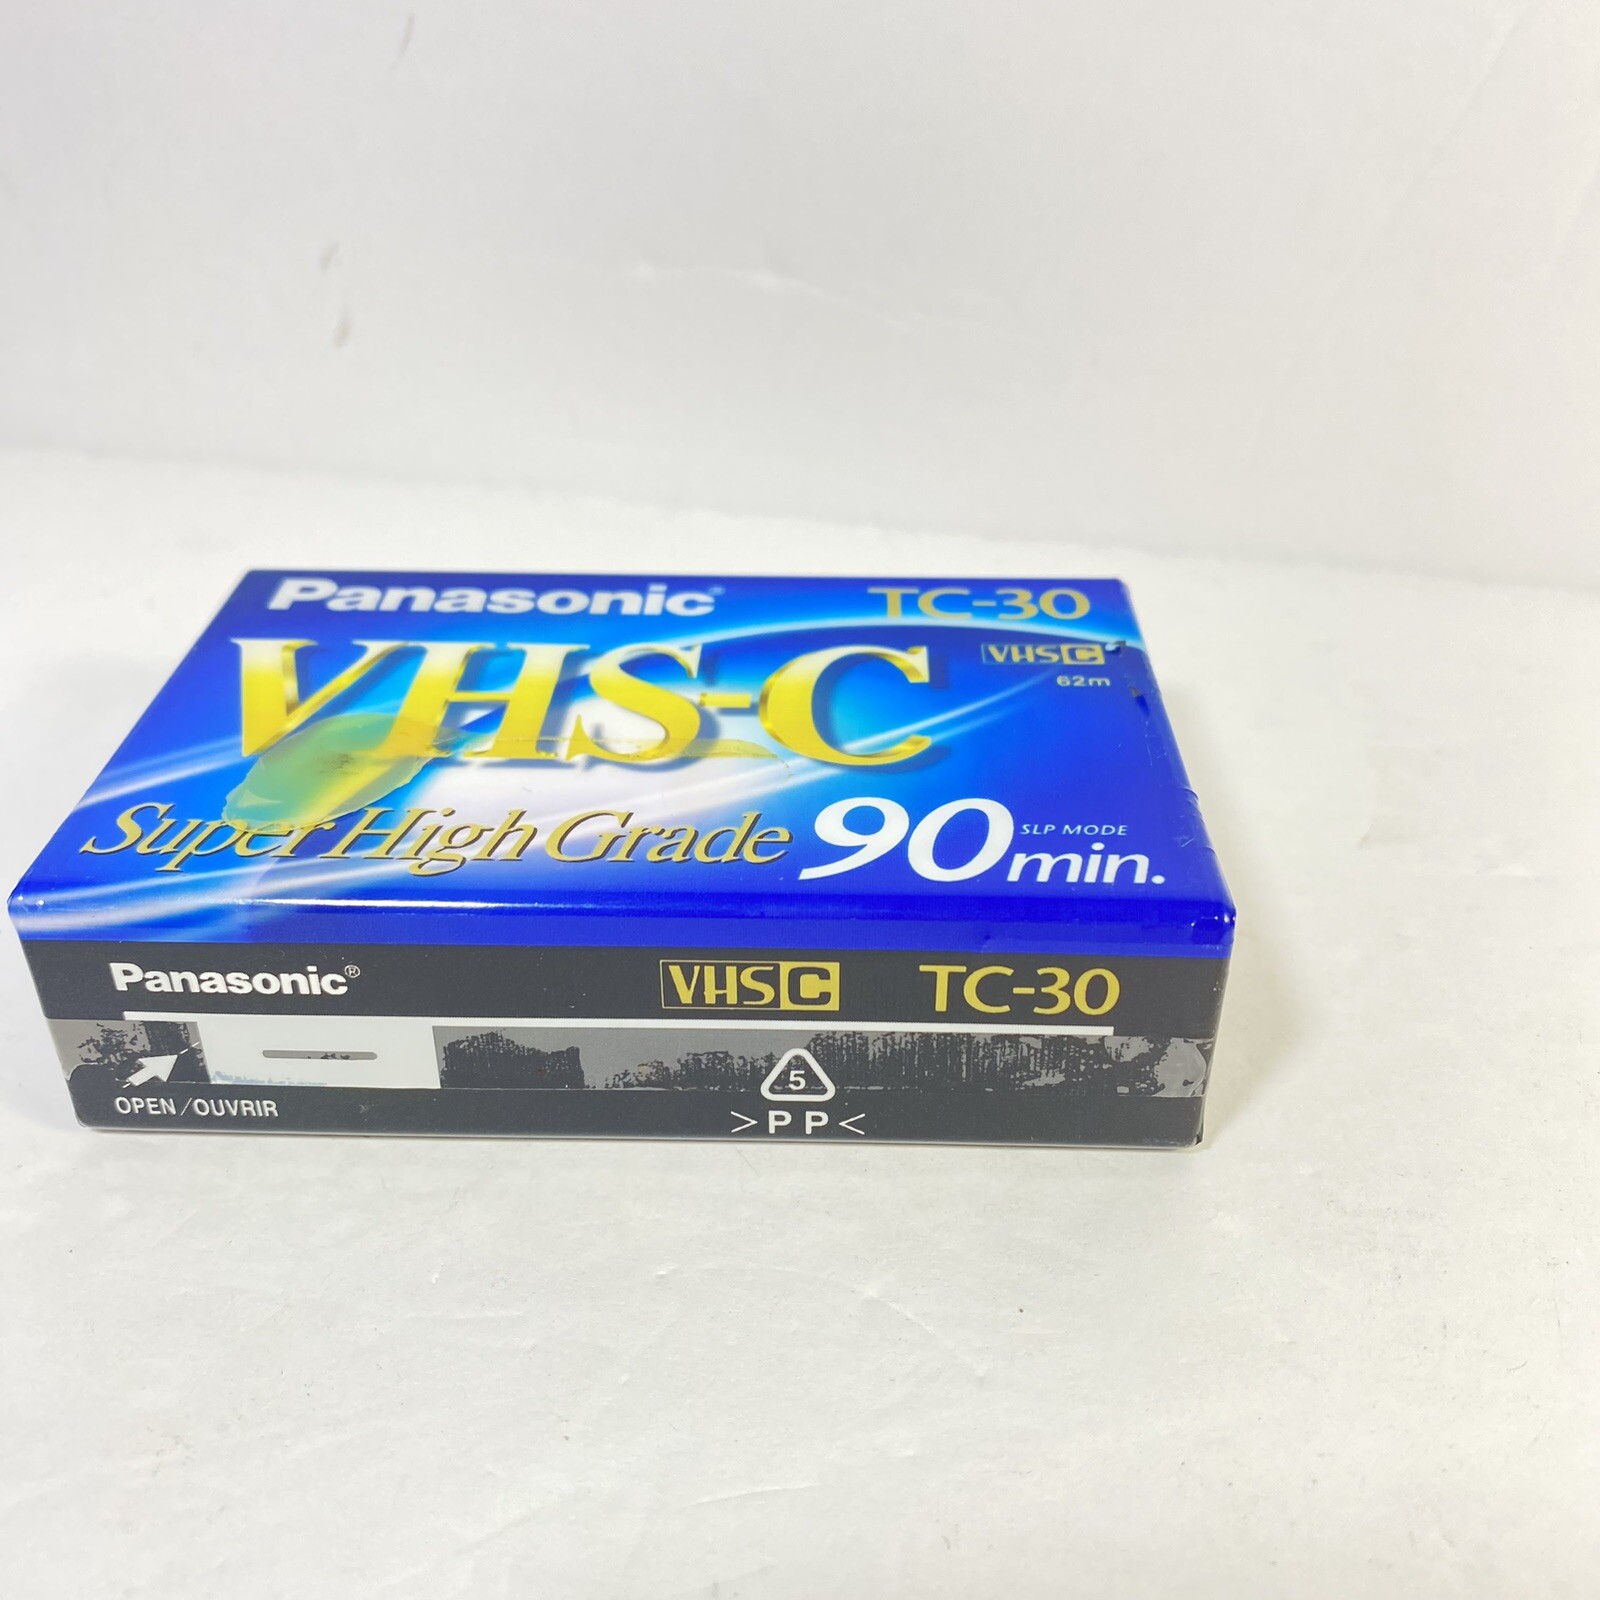 Panasonic® TC-30
VHS-C VHS C
62m
Super High Grade 90 min.
SLP MODE
Panasonic® VHS C TC-30
5
OPEN/OUVRIR >PP<